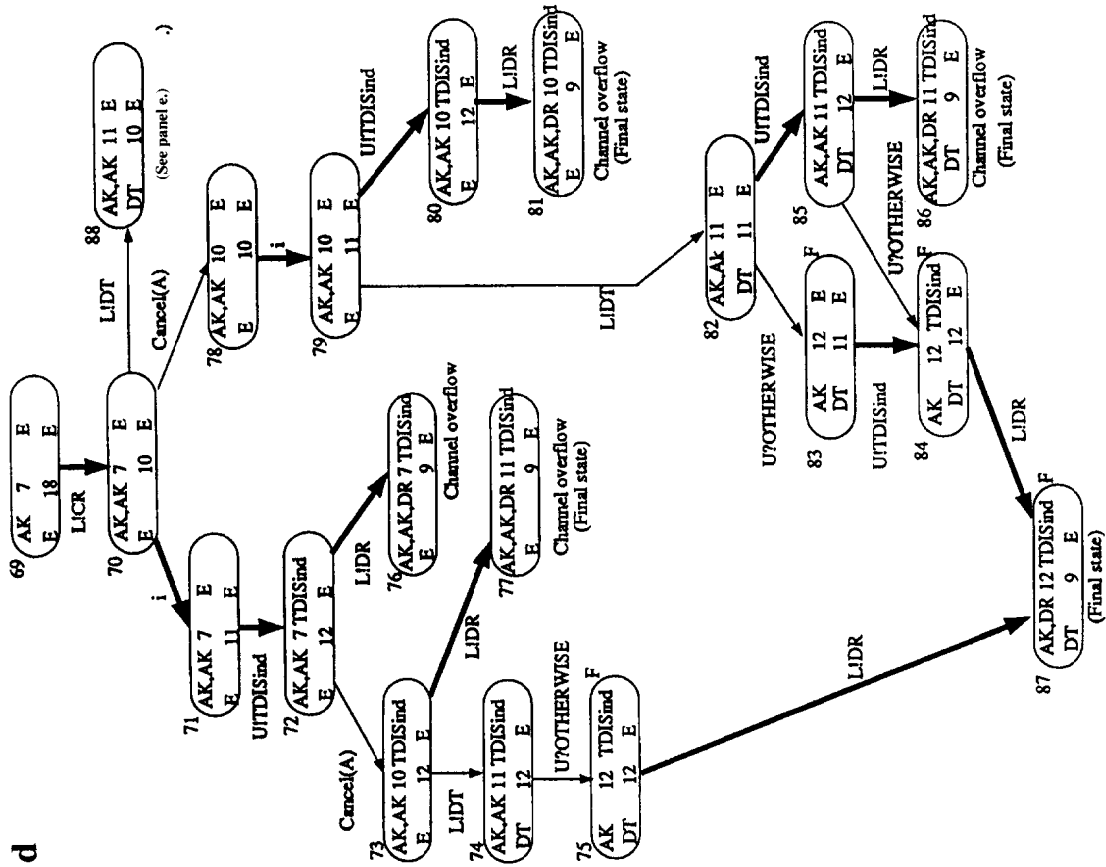 d
69
AK 7 E
E 18 E
L!CR
70
AK,AK 7 E
E 10 E
L!DT
88
AK,AK 11 E
DT 10 E
(See panel e.) .)
Cancel(A)
i
71
AK,AK 7 E
E 11 E
U!TDISind
72
AK,AK 7 TDISind
E 12 E
Cancel(A)
L!DR
73
AK,AK 10 TDISind
E 12 E
L!DT
L!DR
74
AK,AK 11 TDISind
DT 12 E
U?OTHERWISE
75
AK 12 TDISind F
DT 12 E
L!DR
76
AK,AK,DR 7 TDISind
E 9 E
Channel overflow
77
AK,AK,DR 11 TDISind
E 9 E
Channel overflow
(Final state)
78
AK,AK 10 E
E 10 E
i
79
AK,AK 10 E
E 11 E
U!TDISind
L!DT
80
AK,AK 10 TDISind
E 12 E
L!DR
81
AK,AK,DR 10 TDISind
E 9 E
Channel overflow
(Final state)
82
AK,Ak 11 E
DT 11 E
U?OTHERWISE
U!TDISind
83
AK 12 E F
DT 11 E
U!TDISind
84
AK 12 TDISind F
DT 12 E
L!DR
85
AK,AK 11 TDISind
DT 12 E
U?OTHERWISE
L!DR
86
AK,AK,DR 11 TDISind
DT 9 E
Channel overflow
(Final state)
87
AK,DR 12 TDISind F
DT 9 E
(Final state)